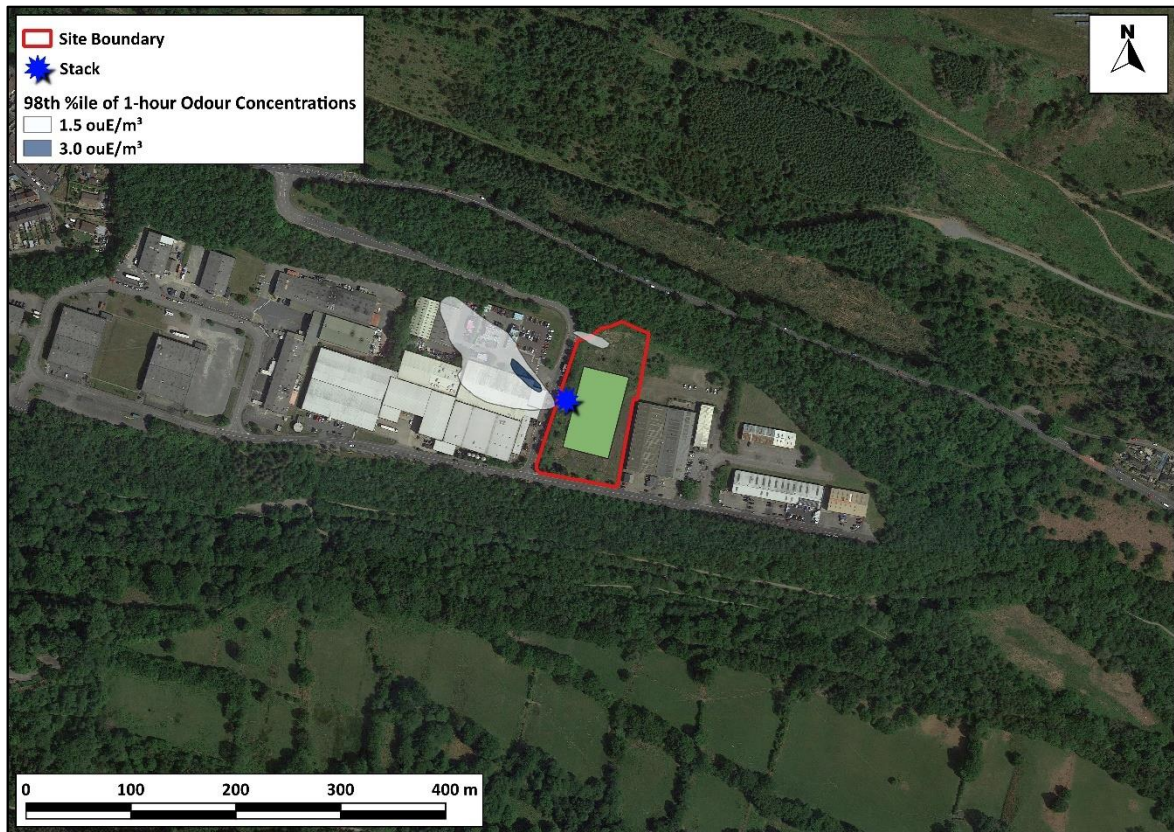 Site Boundary
Stack
98th %ile of 1-hour Odour Concentrations
1.5 ouE/m³
3.0 ouE/m³
N
0 100 200 300 400 m